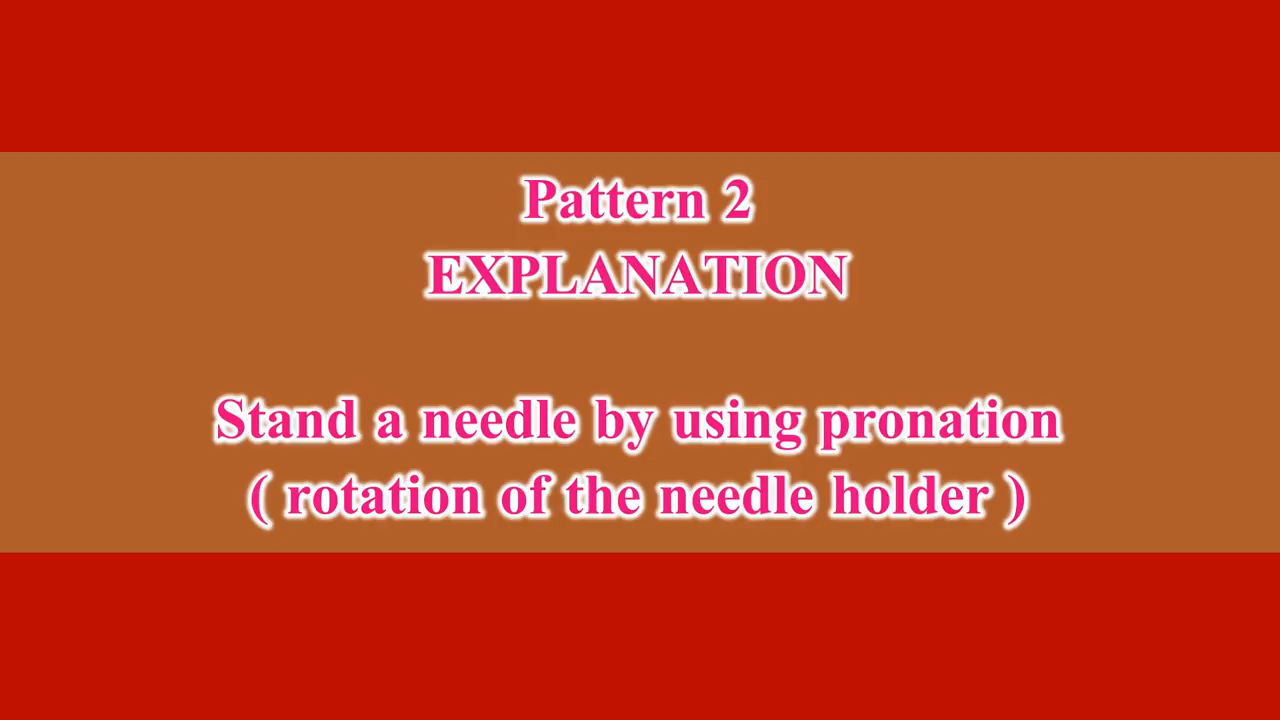 Pattern 2
EXPLANATION
Stand a needle by using pronation
( rotation of the needle holder )